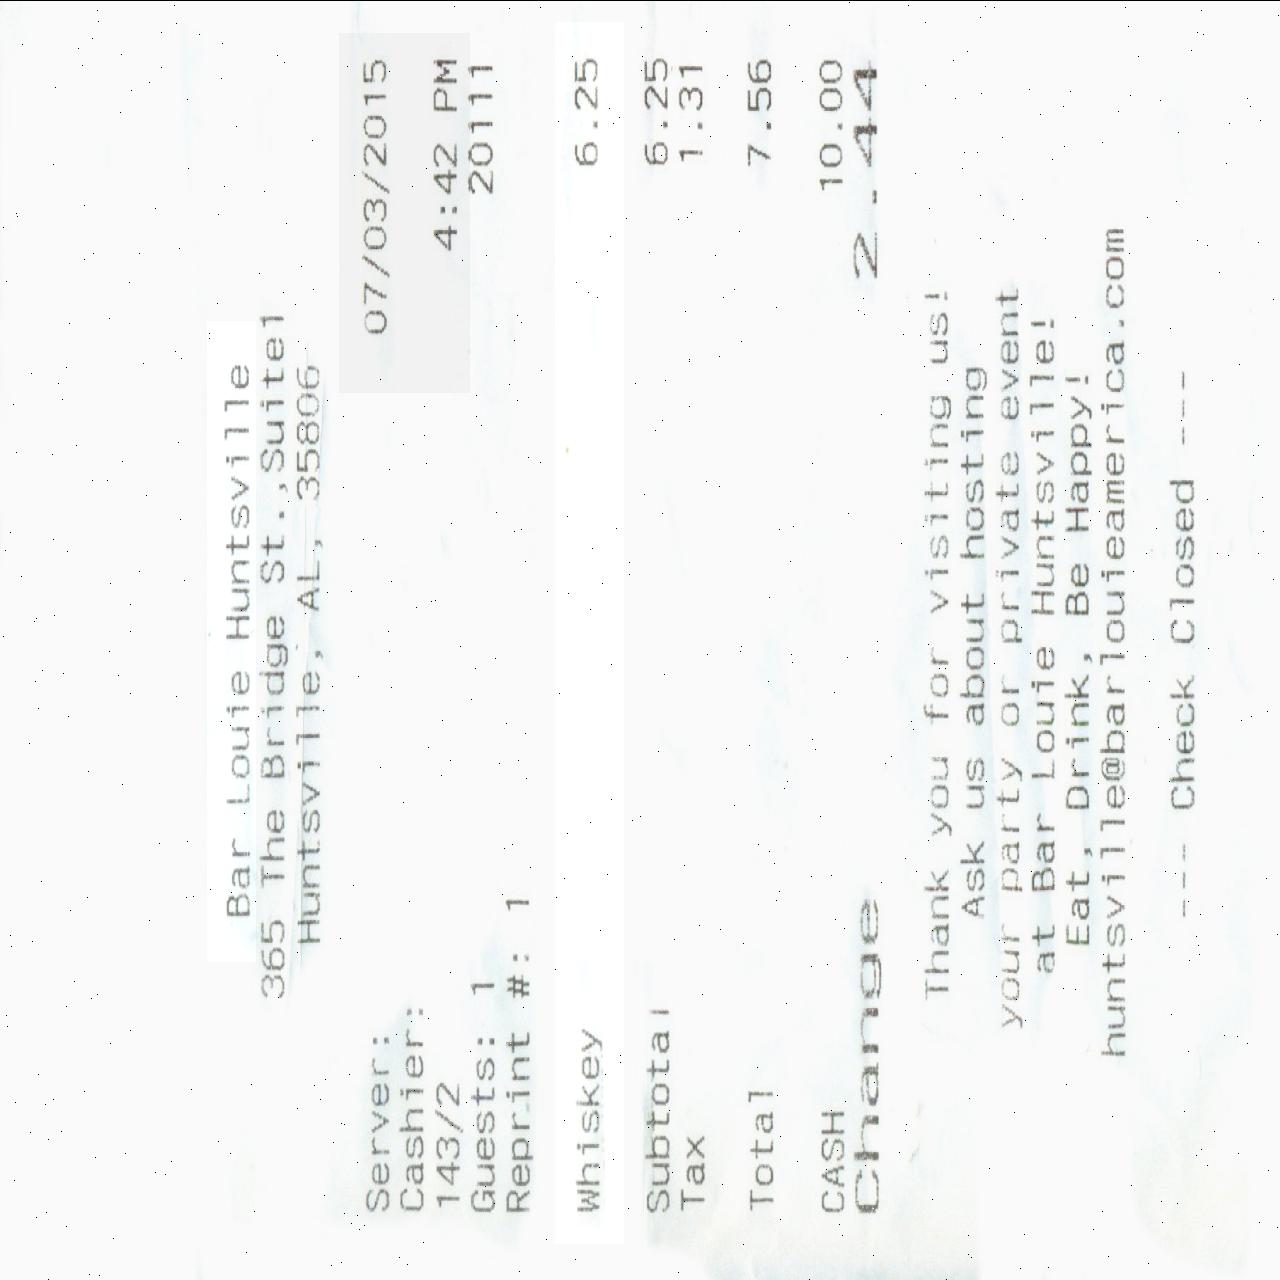 Bar Louie Huntsville
365 The Bridge St.,Suite1
Huntsville, AL, 35806
Server: 07/03/2015
Cashier:
143/2 4:42 PM
Guests: 1 20111
Reprint #: 1
Whiskey 6.25
Subtotal 6.25
Tax 1.31
Total 7.56
CASH 10.00
Change 2.44
Thank you for visiting us!
Ask us about hosting
your party or private event
at Bar Louie Huntsville!
Eat, Drink, Be Happy!
huntsville@barlouieamerica.com
--- Check Closed ---